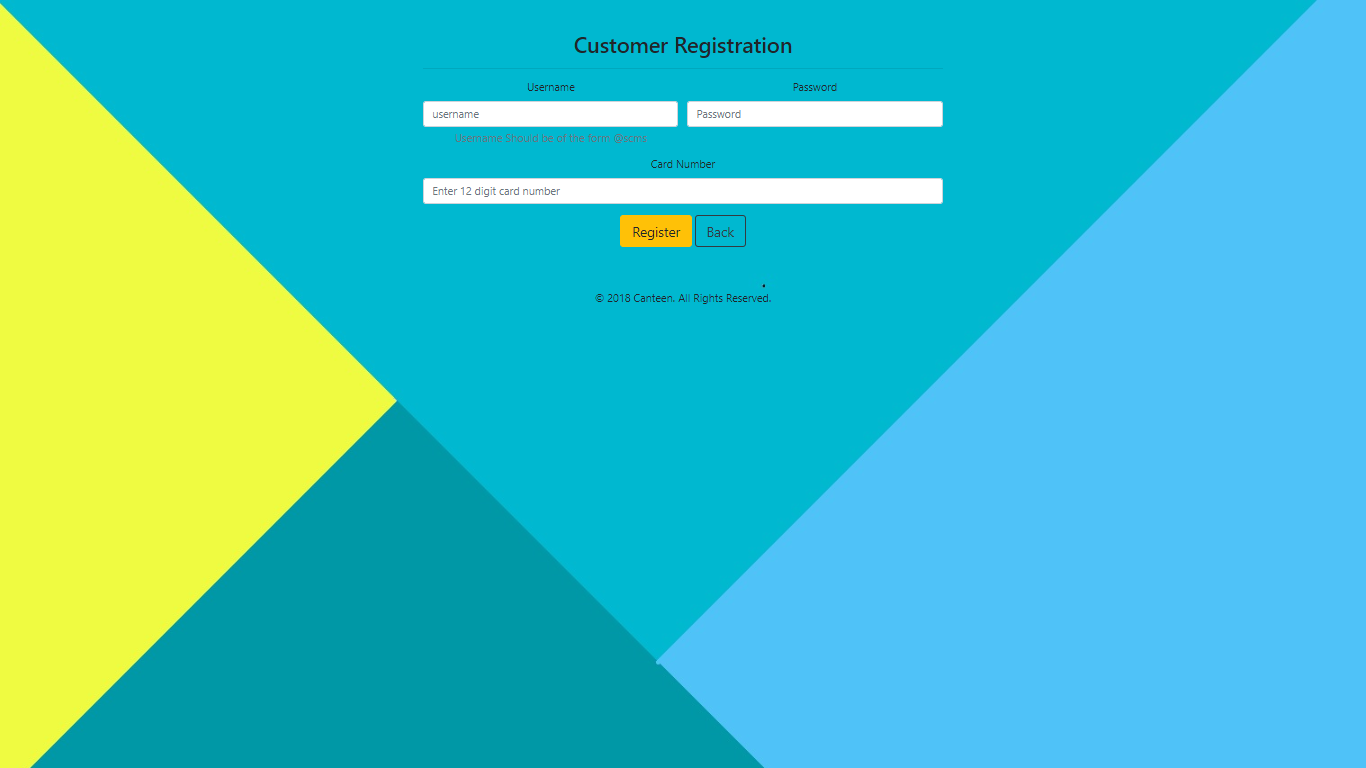 Customer Registration
Username Password
username Password
Username Should be of the form @scms
Card Number
Enter 12 digit card number
Register Back
© 2018 Canteen. All Rights Reserved.